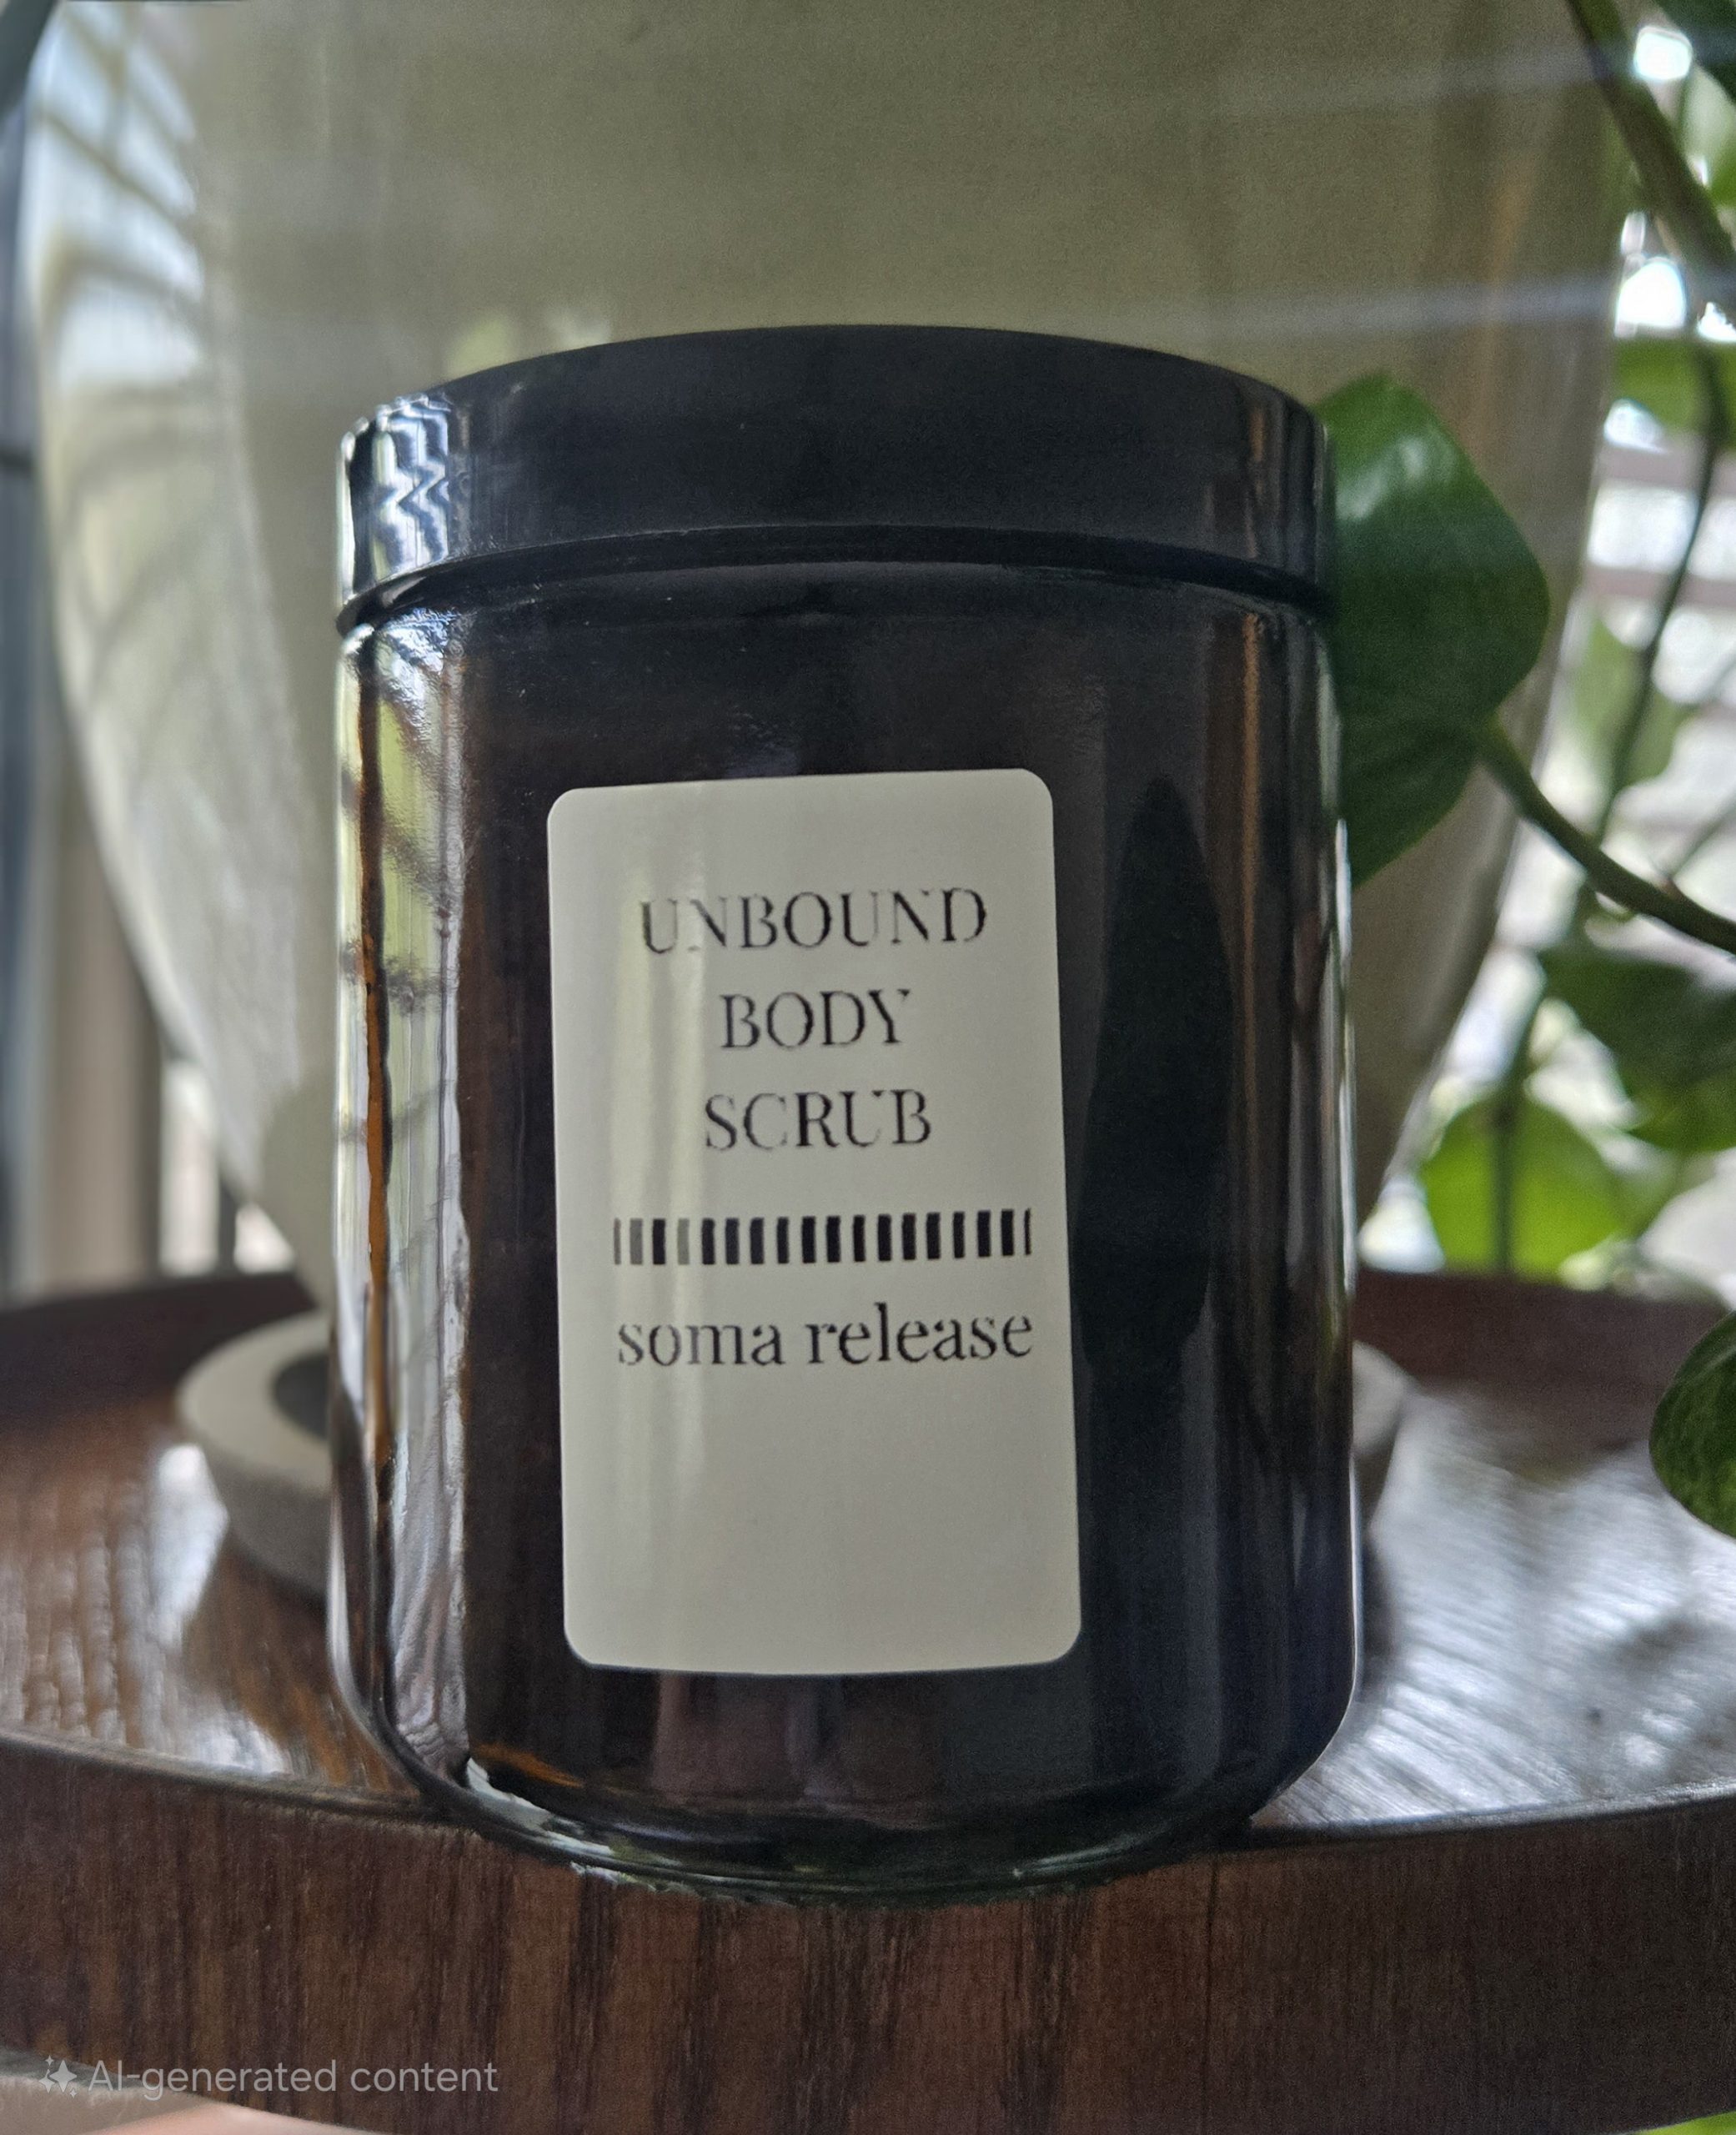 UNBOUND
BODY
SCRUB
soma release
AI-generated content